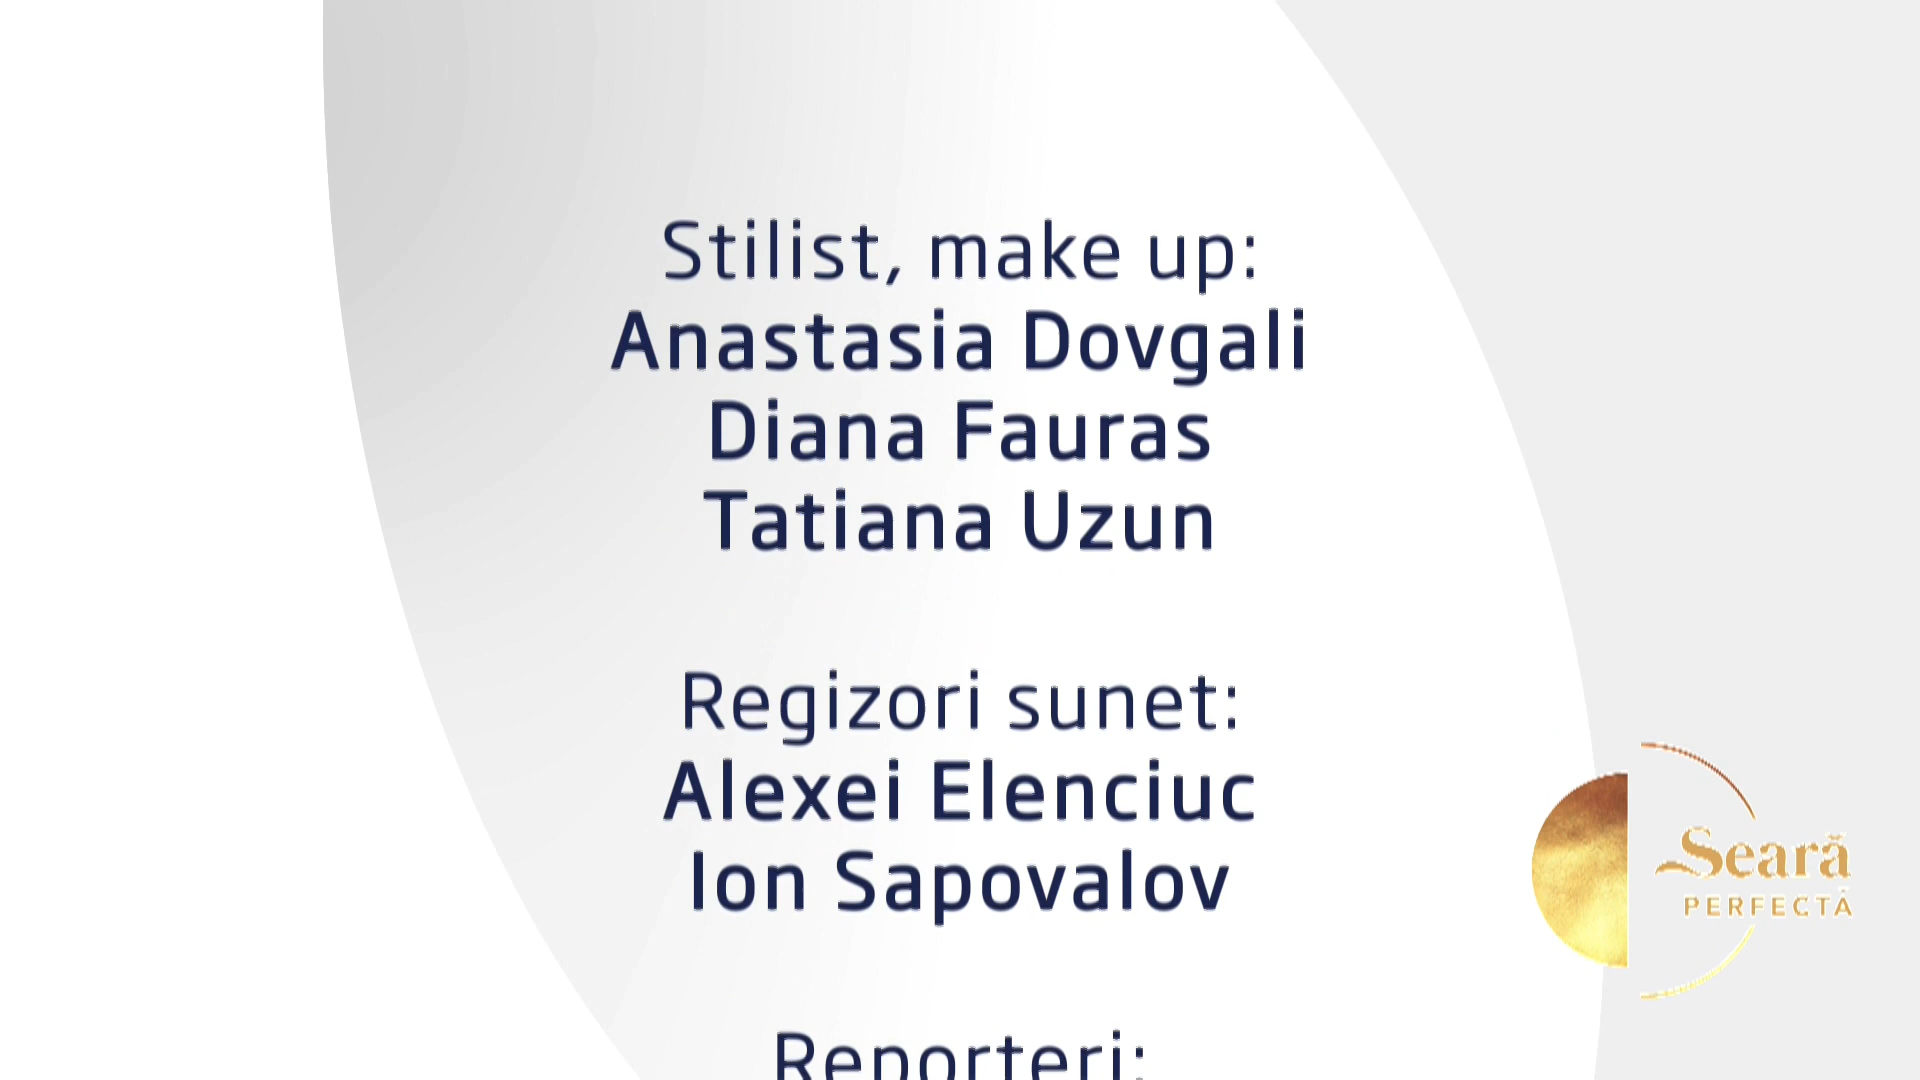 Stilist, make up:
Anastasia Dovgali
Diana Fauras
Tatiana Uzun
Regizori sunet:
Alexei Elenciuc
Ion Sapovalov
Reporteri:
Seară
PERFECTĂ